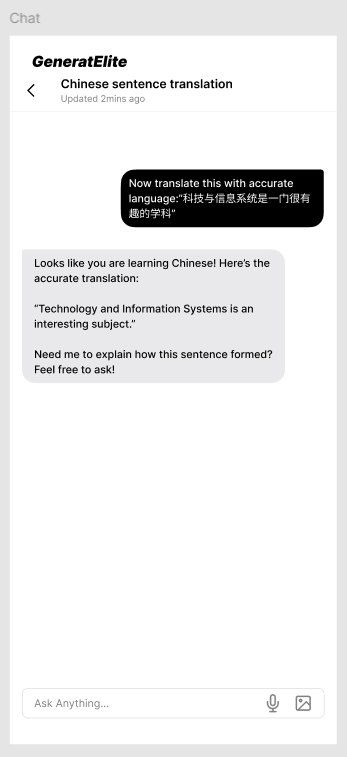 Chat
GeneratElite
Chinese sentence translation
Updated 2mins ago
Now translate this with accurate
language:“科技与信息系统是一门很有
趣的学科”
Looks like you are learning Chinese! Here’s the
accurate translation:
“Technology and Information Systems is an
interesting subject.”
Need me to explain how this sentence formed?
Feel free to ask!
Ask Anything...